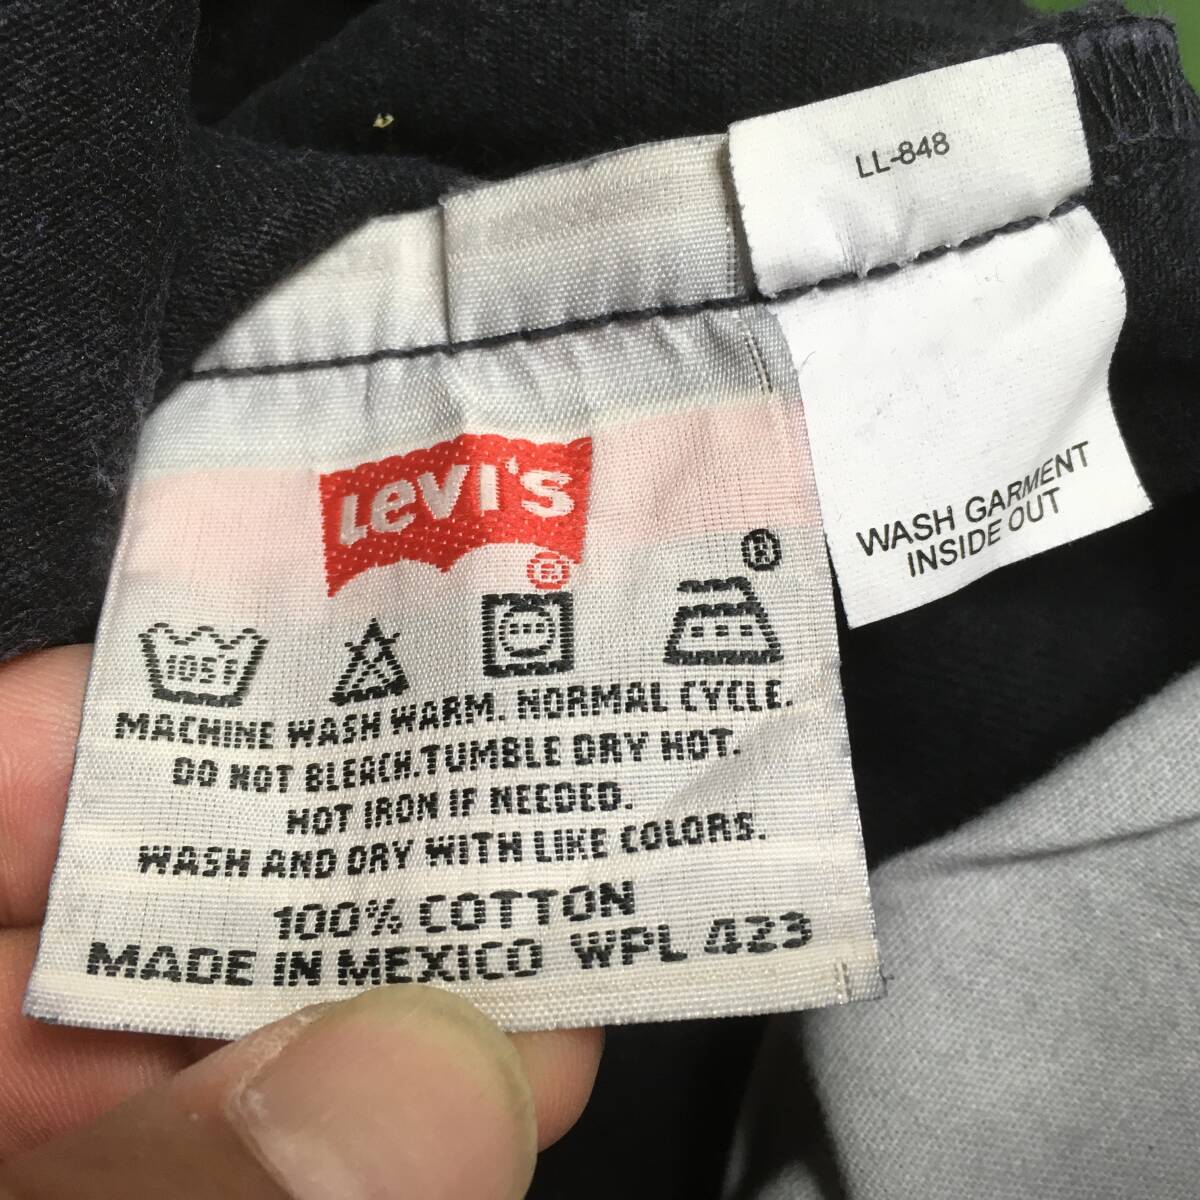 LL-848
WASH GARMENT
INSIDE OUT
LEVI'S
®
105F
®
MACHINE WASH WARM. NORMAL CYCLE.
DO NOT BLEACH. TUMBLE DRY HOT.
HOT IRON IF NEEDED.
WASH AND DRY WITH LIKE COLORS.
100% COTTON
MADE IN MEXICO WPL 423